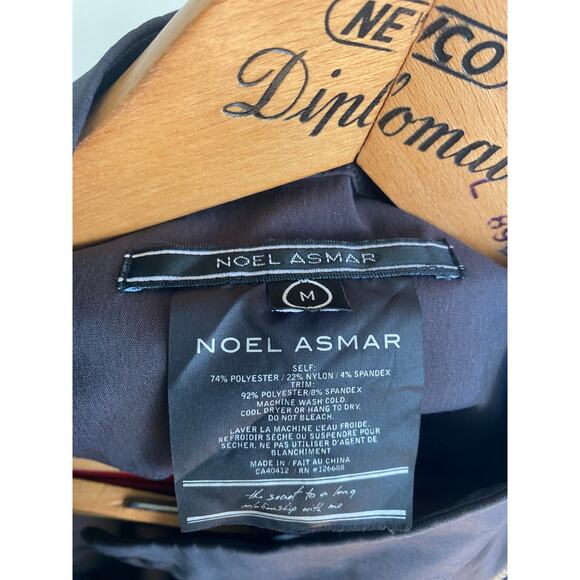 NEVCO
Diplomat
NOEL ASMAR
M
NOEL ASMAR
SELF:
74% POLYESTER / 22% NYLON / 4% SPANDEX
TRIM:
92% POLYESTER/8% SPANDEX
MACHINE WASH COLD.
COOL DRYER OR HANG TO DRY.
DO NOT BLEACH.
LAVER LA MACHINE L'EAU FROIDE.
REFROIDIR SÈCHE OU SUSPENDRE POUR
SÉCHER. NE PAS UTILISER D'AGENT DE
BLANCHIMENT
MADE IN / FAIT AU CHINA
CA40412 / RN #126688
the secret to a long
relationship with me